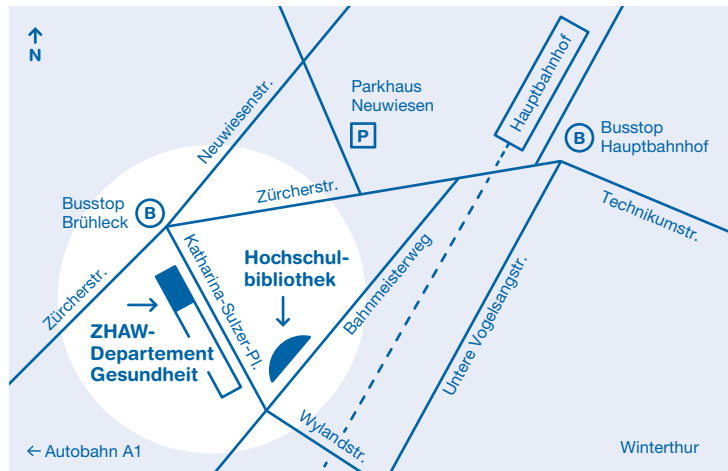 N
Neuwiesenstr.
Parkhaus
Neuwiesen
P
Hauptbahnhof
B
Busstop
Hauptbahnhof
Busstop
Brühleck
B
Zürcherstr.
Technikumstr.
Zürcherstr.
Katharina-Sulzer-Pl.
Hochschul-
bibliothek
Bahnmeisterweg
Untere Vogelsangstr.
ZHAW-
Departement
Gesundheit
Wylandstr.
← Autobahn A1
Winterthur